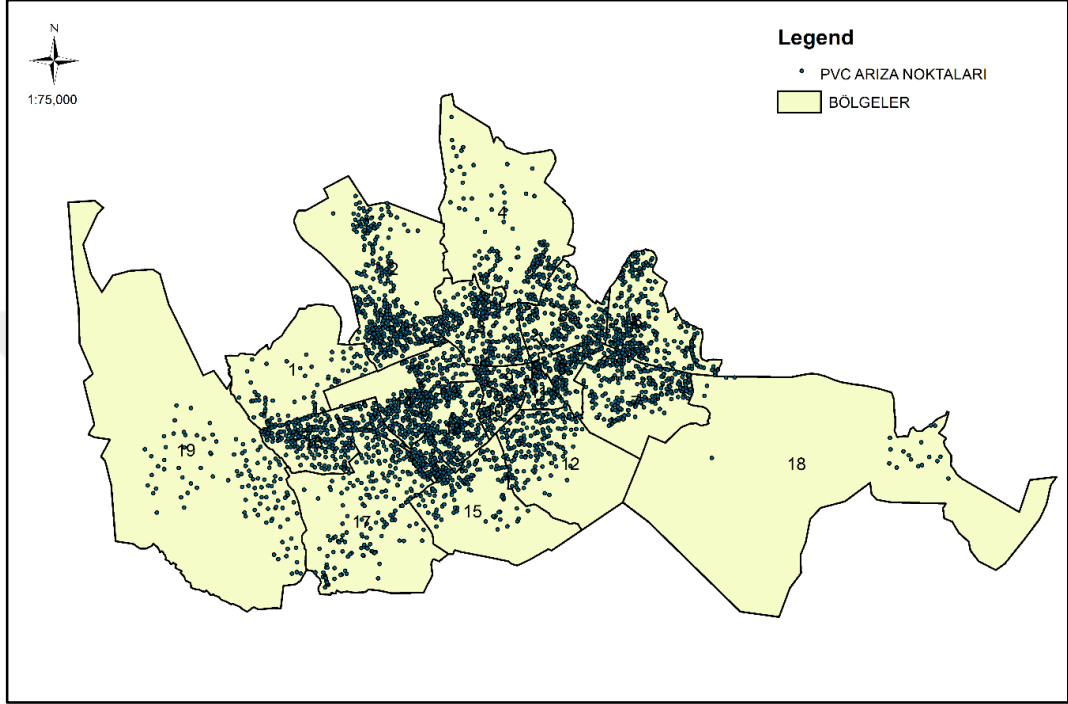 N
1:75,000
Legend
PVC ARIZA NOKTALARI
BÖLGELER
4
2
1
19
12
18
15
17